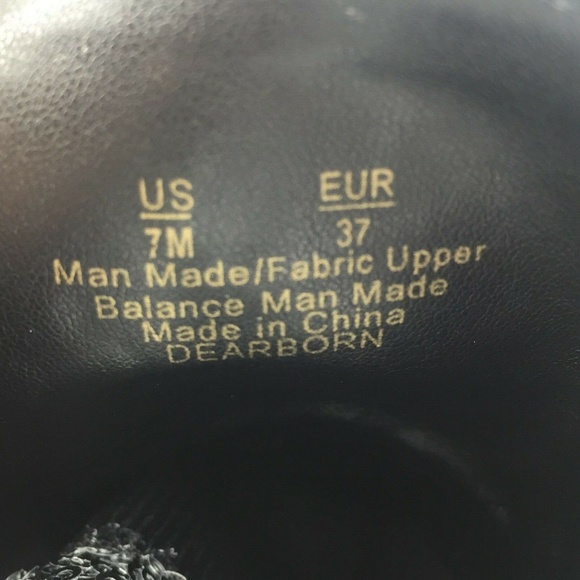 US EUR
7M 37
Man Made/Fabric Upper
Balance Man Made
Made in China
DEARBORN